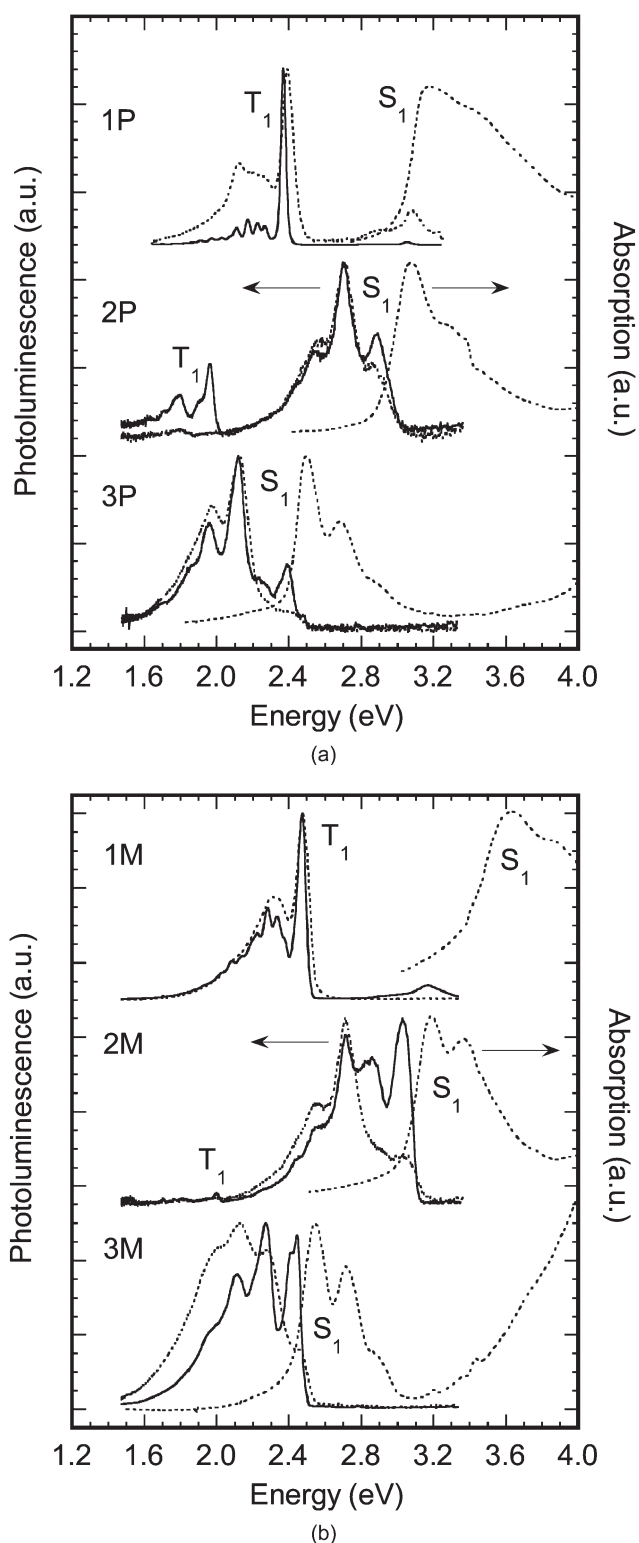 1P
T1
S1
2P
T1
S1
3P
S1
Photoluminescence (a.u.)
Absorption (a.u.)
1.2 1.6 2.0 2.4 2.8 3.2 3.6 4.0
Energy (eV)
(a)
1M
T1
S1
2M
T1
S1
3M
S1
Photoluminescence (a.u.)
Absorption (a.u.)
1.2 1.6 2.0 2.4 2.8 3.2 3.6 4.0
Energy (eV)
(b)